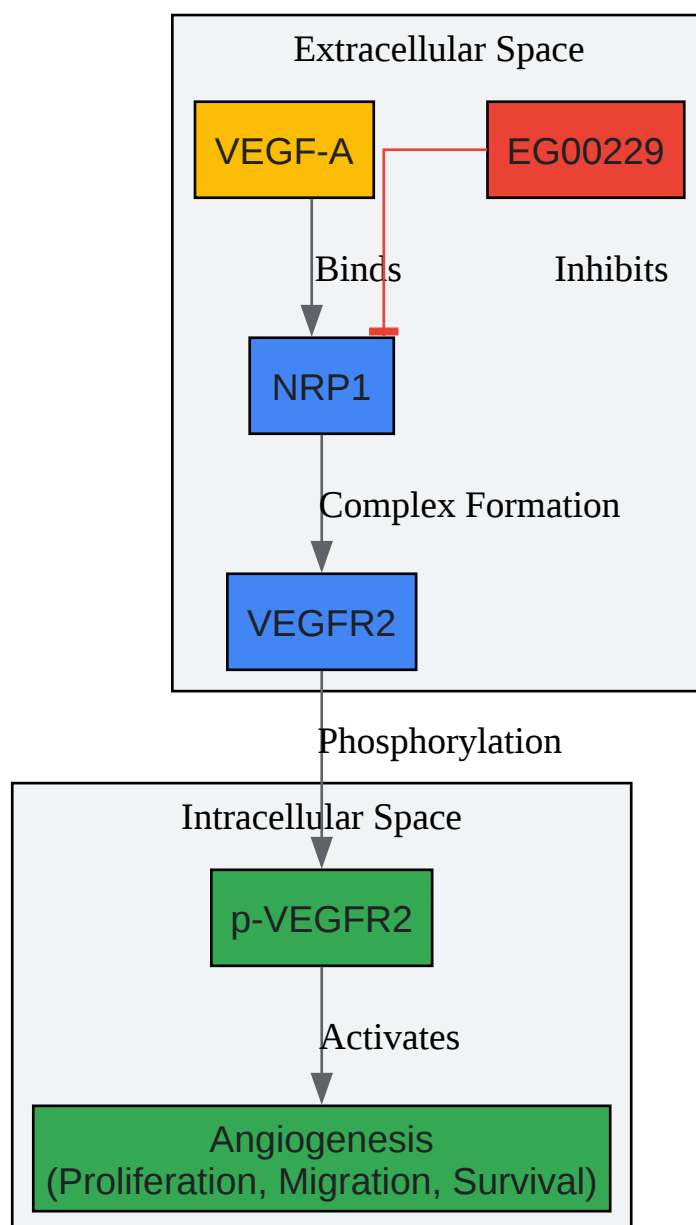 Extracellular Space
VEGF-A
EG00229
Binds
Inhibits
NRP1
Complex Formation
VEGFR2
Phosphorylation
Intracellular Space
p-VEGFR2
Activates
Angiogenesis
(Proliferation, Migration, Survival)